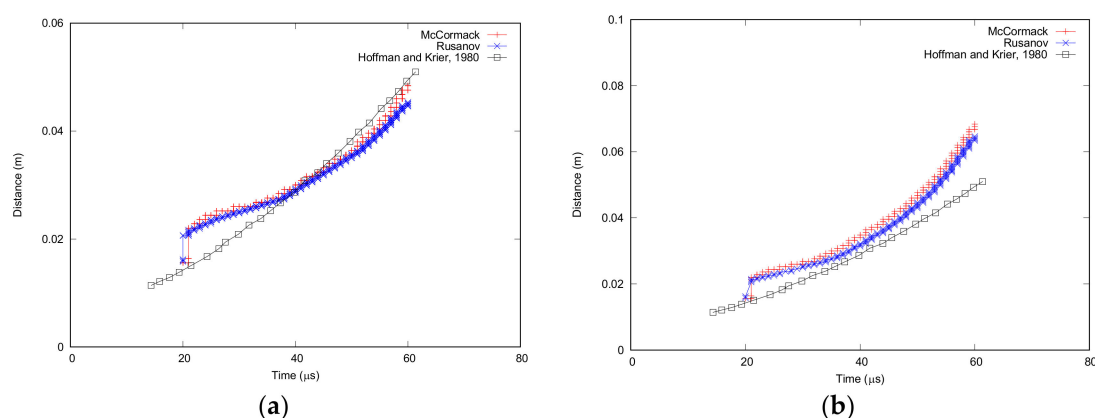 0.06
0.04
0.02
0
Distance (m)
0
20
40
60
80
Time (μs)
McCormack
Rusanov
Hoffman and Krier, 1980
(a)
0.1
0.08
0.06
0.04
0.02
0
Distance (m)
0
20
40
60
80
Time (μs)
McCormack
Rusanov
Hoffman and Krier, 1980
(b)